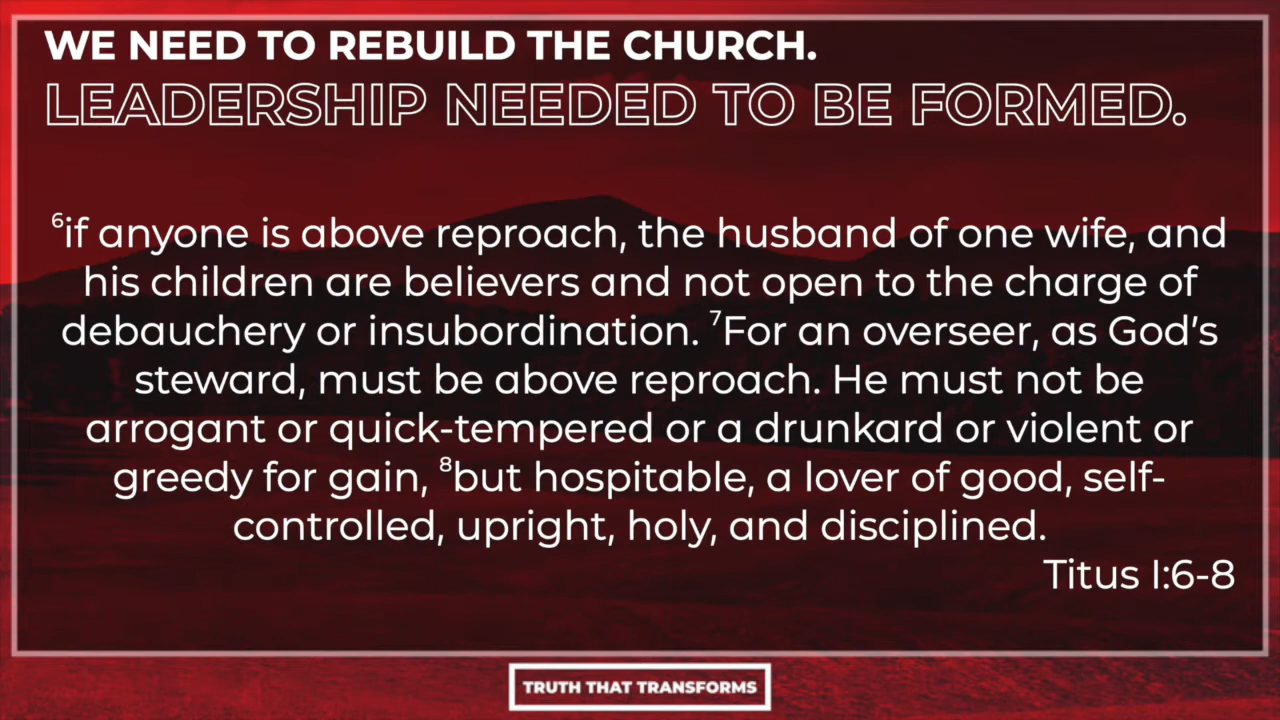 WE NEED TO REBUILD THE CHURCH.
LEADERSHIP NEEDED TO BE FORMED.
⁶if anyone is above reproach, the husband of one wife, and
his children are believers and not open to the charge of
debauchery or insubordination. ⁷For an overseer, as God’s
steward, must be above reproach. He must not be
arrogant or quick-tempered or a drunkard or violent or
greedy for gain, ⁸but hospitable, a lover of good, self-
controlled, upright, holy, and disciplined.
Titus I:6-8
TRUTH THAT TRANSFORMS